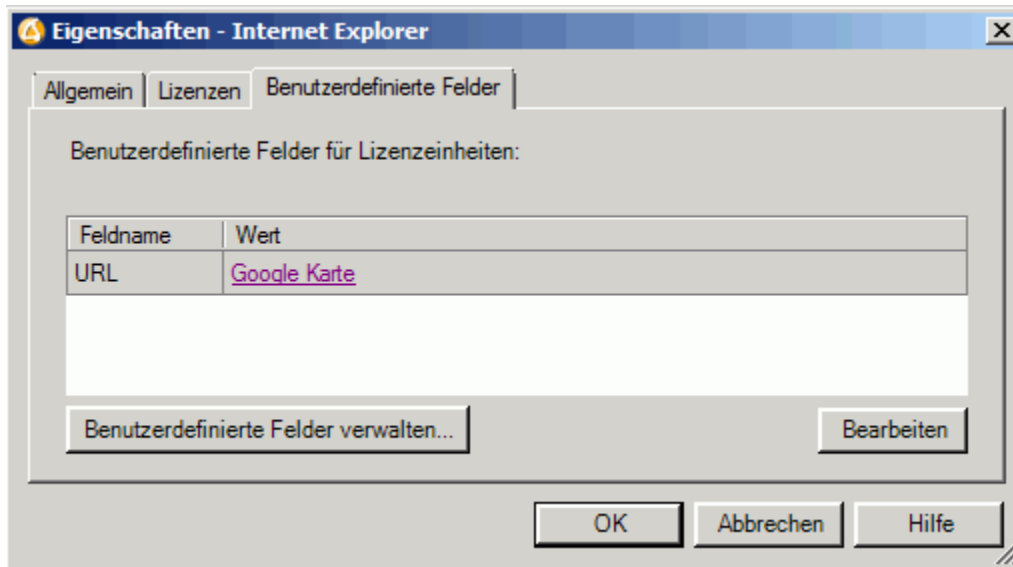 Eigenschaften - Internet Explorer
Allgemein Lizenzen Benutzerdefinierte Felder
Benutzerdefinierte Felder für Lizenzeinheiten:
Feldname Wert
URL Google Karte
Benutzerdefinierte Felder verwalten... Bearbeiten
OK Abbrechen Hilfe